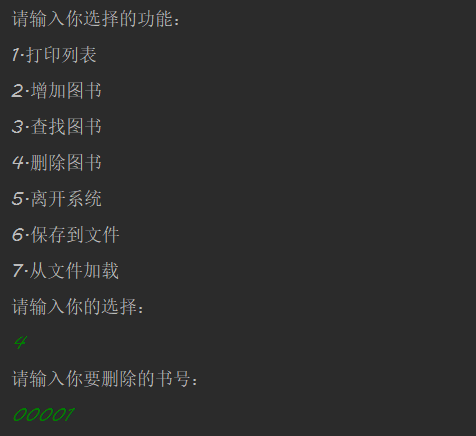 请输入你选择的功能:
1.打印列表
2.增加图书
3.查找图书
4.删除图书
5.离开系统
6.保存到文件
7.从文件加载
请输入你的选择:
4
请输入你要删除的书号:
00001